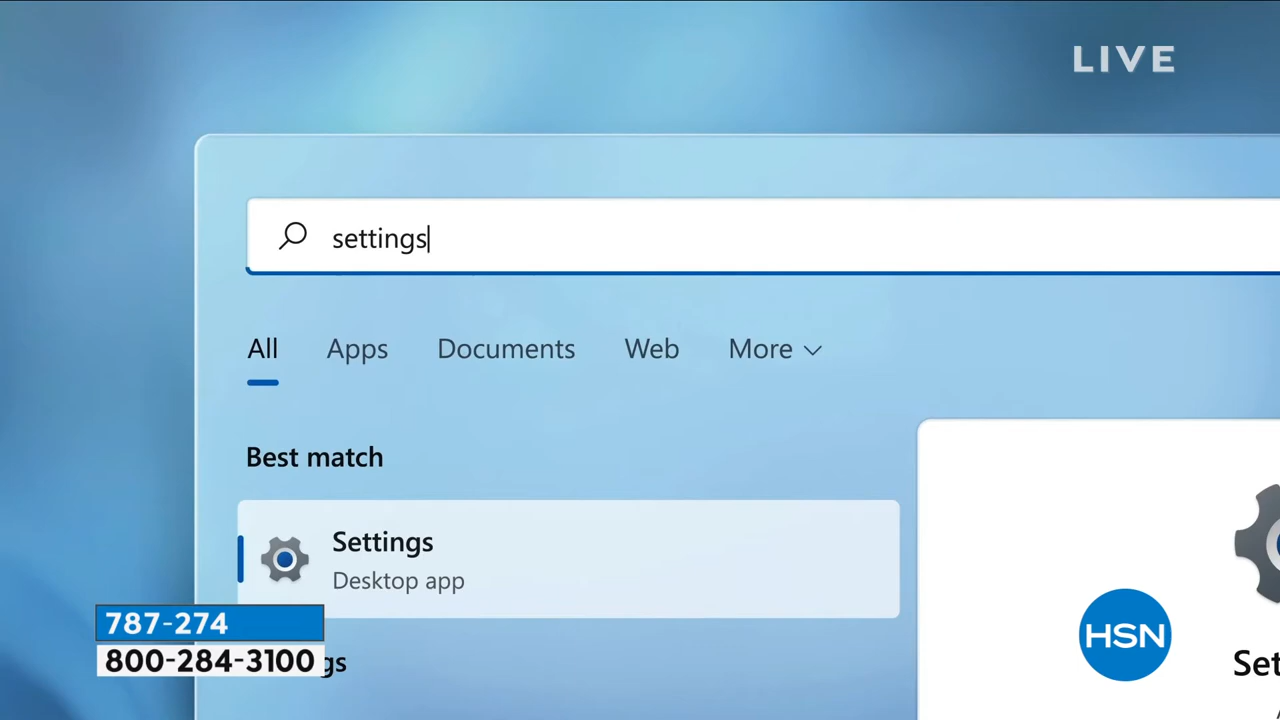 LIVE
settings
All Apps Documents Web More
Best match
Settings
Desktop app
787-274
800-284-3100
HSN